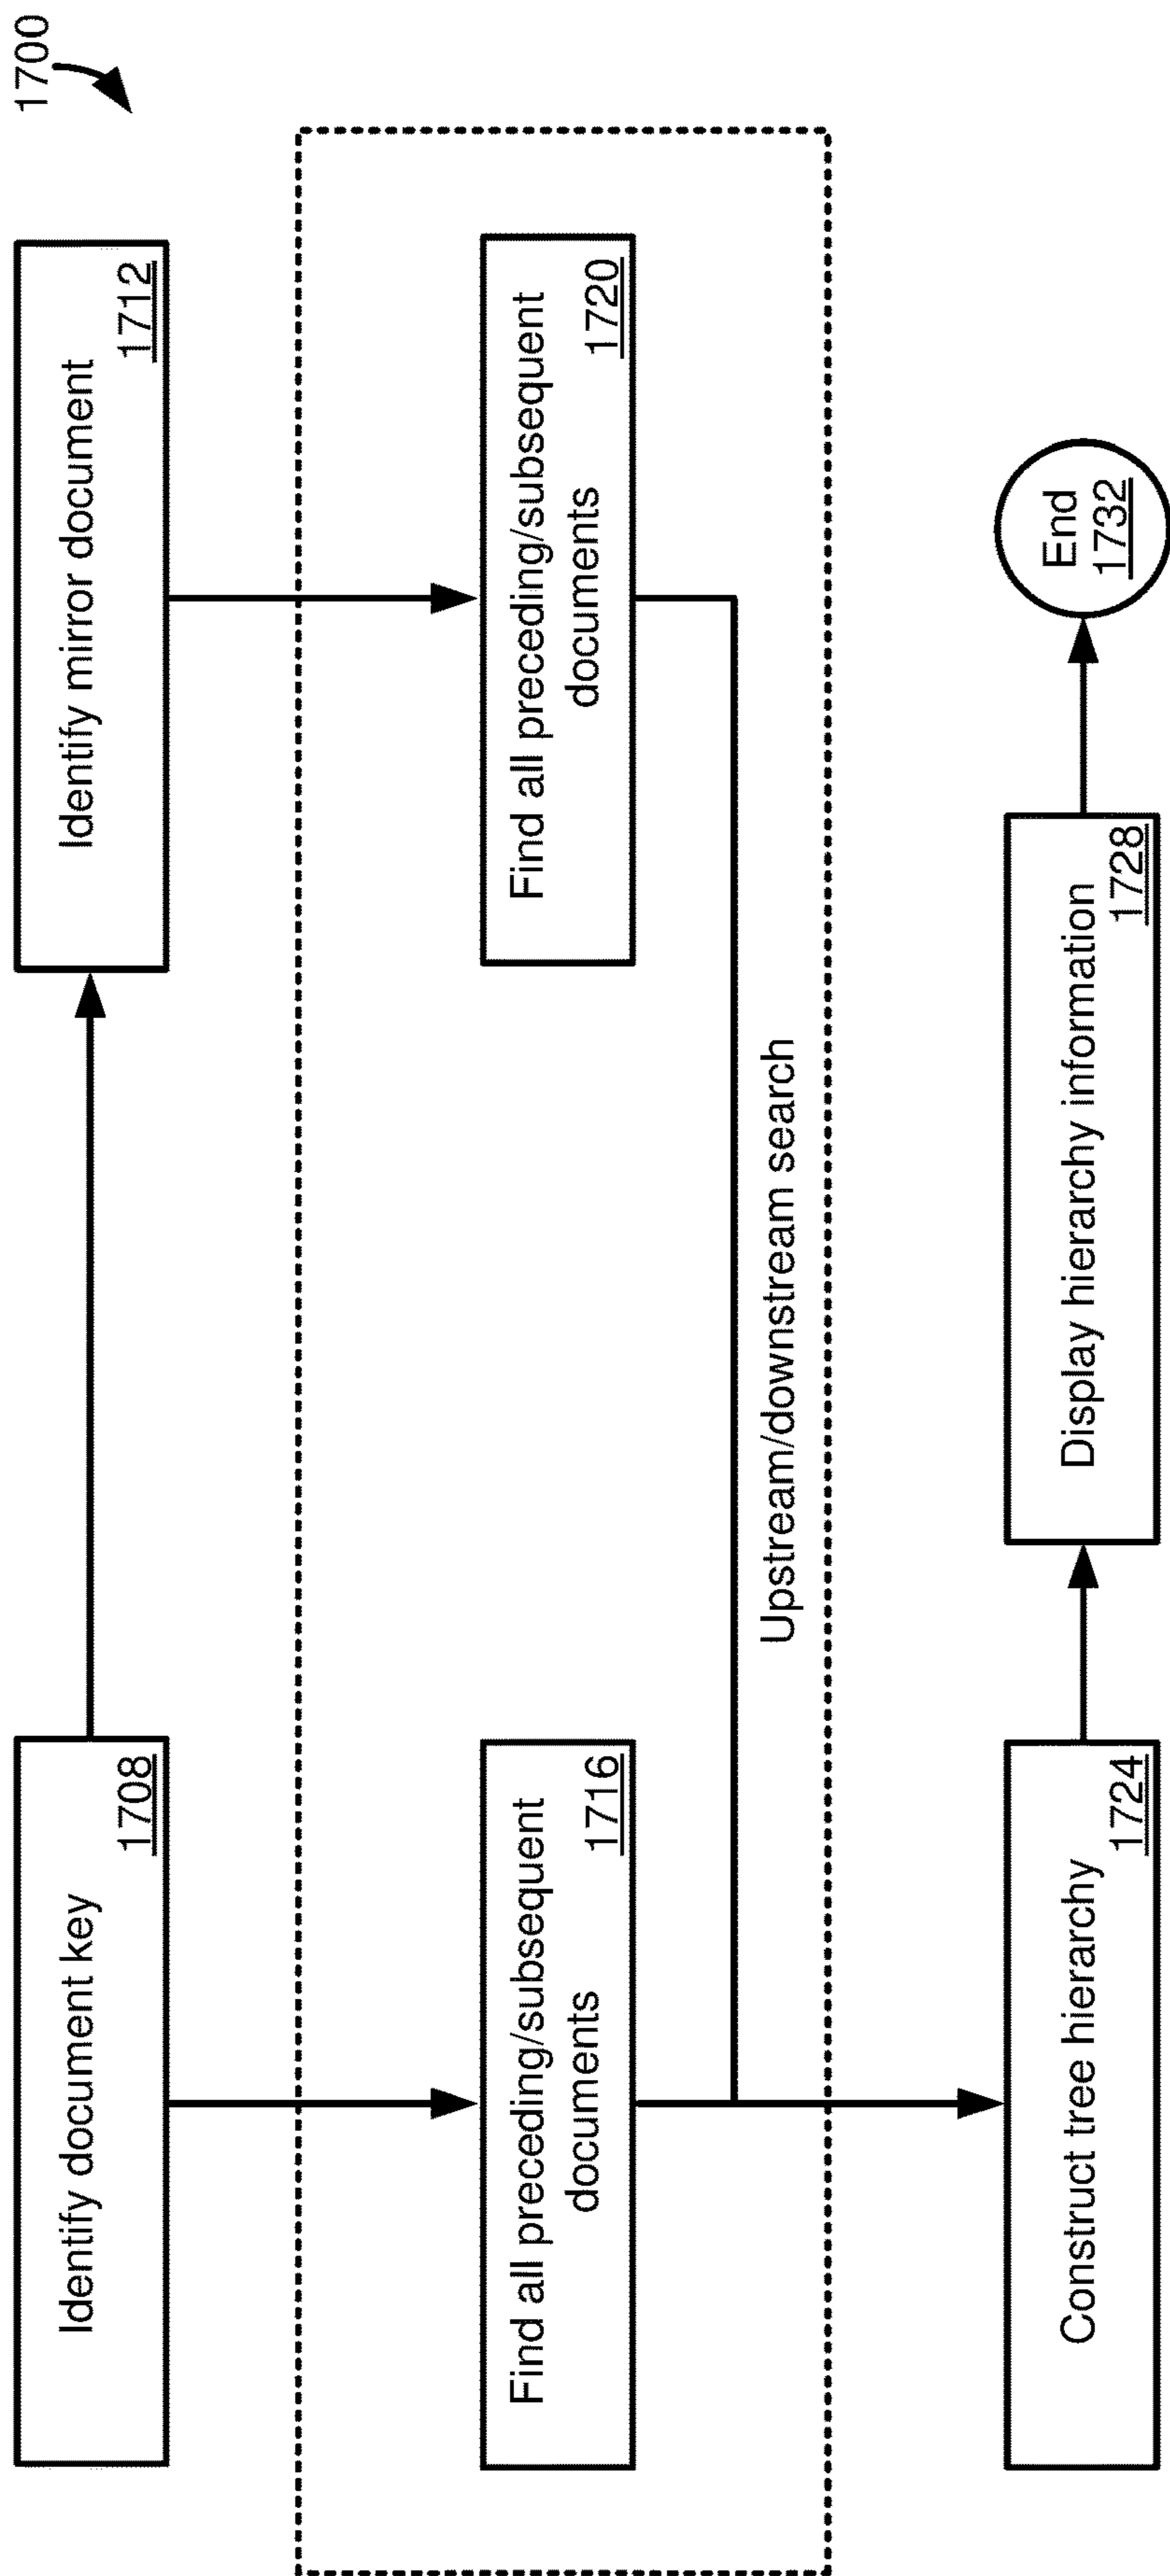 1700
Identify document key
1708
Identify mirror document
1712
Find all preceding/subsequent
documents
1716
Find all preceding/subsequent
documents
1720
Upstream/downstream search
Construct tree hierarchy
1724
Display hierarchy information
1728
End
1732